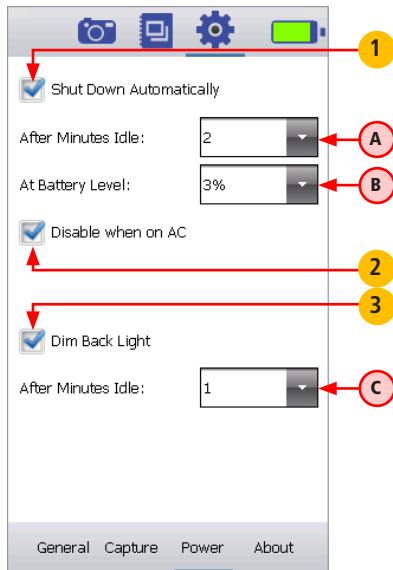 1
Shut Down Automatically
After Minutes Idle: 2 A
At Battery Level: 3% B
Disable when on AC
2
3
Dim Back Light
After Minutes Idle: 1 C
General Capture Power About